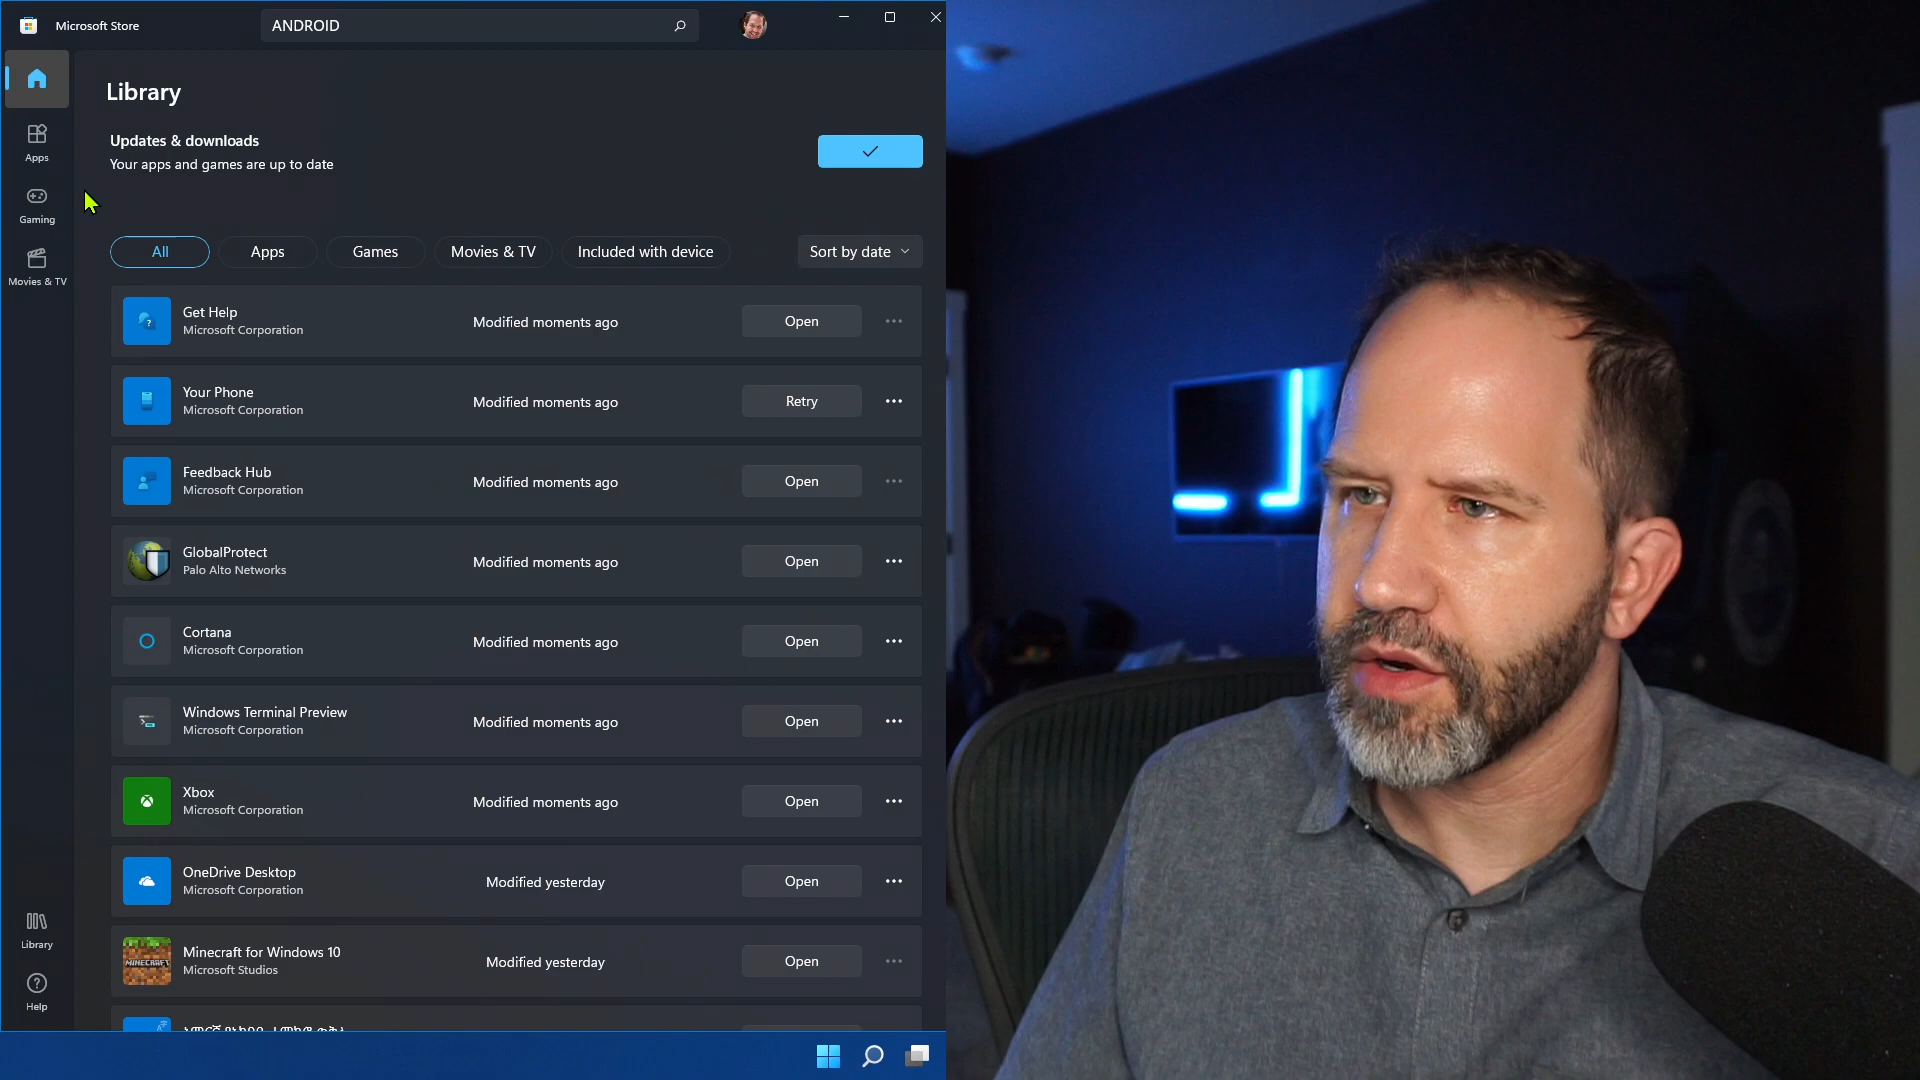 Microsoft Store
ANDROID
Library
Updates & downloads
Your apps and games are up to date
Apps
Gaming
Movies & TV
All
Apps
Games
Movies & TV
Included with device
Sort by date
Get Help
Microsoft Corporation
Modified moments ago
Open
Your Phone
Microsoft Corporation
Modified moments ago
Retry
Feedback Hub
Microsoft Corporation
Modified moments ago
Open
GlobalProtect
Palo Alto Networks
Modified moments ago
Open
Cortana
Microsoft Corporation
Modified moments ago
Open
Windows Terminal Preview
Microsoft Corporation
Modified moments ago
Open
Xbox
Microsoft Corporation
Modified moments ago
Open
OneDrive Desktop
Microsoft Corporation
Modified yesterday
Open
MINECRAFT
Minecraft for Windows 10
Microsoft Studios
Modified yesterday
Open
Library
Help